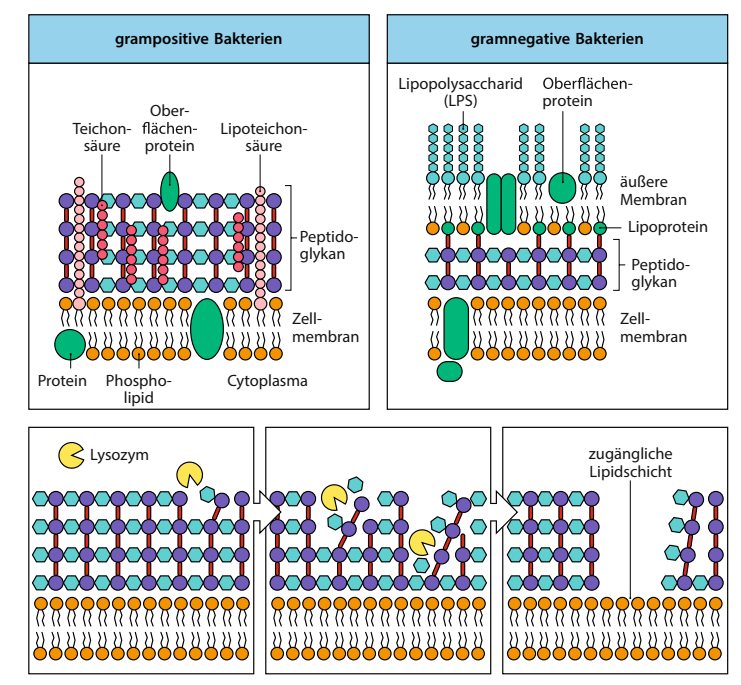 grampositive Bakterien
Teichon-
säure
Ober-
flächen-
protein
Lipoteichon-
säure
Peptido-
glykan
Zell-
membran
Protein
Phospho-
lipid
Cytoplasma
gramnegative Bakterien
Lipopolysaccharid
(LPS)
Oberflächen-
protein
äußere
Membran
Lipoprotein
Peptido-
glykan
Zell-
membran
Lysozym
zugängliche
Lipidschicht